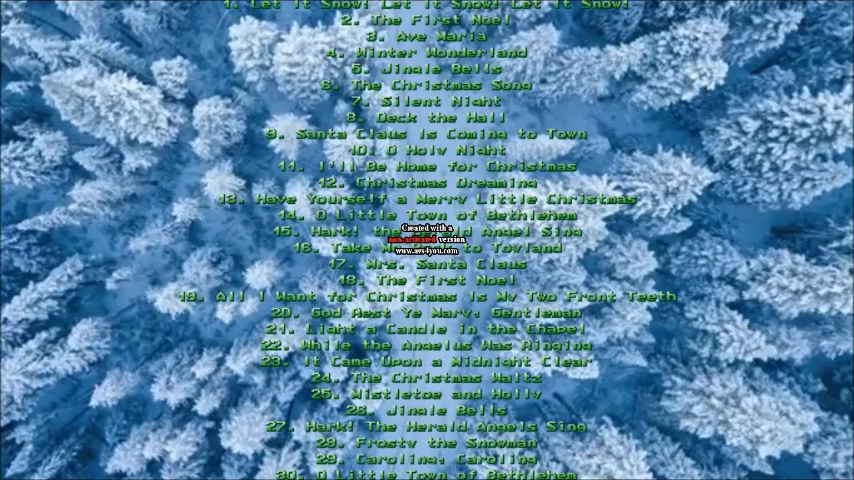 1. Let It Snow! Let It Snow! Let It Snow!
2. The First Noel
3. Ave Maria
4. Winter Wonderland
5. Jingle Bells
6. The Christmas Song
7. Silent Night
8. Deck the Hall
9. Santa Claus Is Coming to Town
10. O Holy Night
11. I'll Be Home for Christmas
12. Christmas Dreaming
13. Have Yourself a Merry Little Christmas
14. O Little Town of Bethlehem
15. Hark! the Angel Sing
Created with a
non-activated version
www.avs4you.com
16. Take to Toyland
17. Mrs. Santa Claus
18. The First Noel
19. All I Want for Christmas Is My Two Front Teeth
20. God Rest Ye Mary, Gentleman
21. Light a Candle in the Chapel
22. While the Angelus Was Ringing
23. It Came Upon a Midnight Clear
24. The Christmas Waltz
25. Mistletoe and Holly
26. Jingle Bells
27. Hark! The Herald Angels Sing
28. Frosty the Snowman
29. Caroling, Caroling
30. O Little Town of Bethlehem